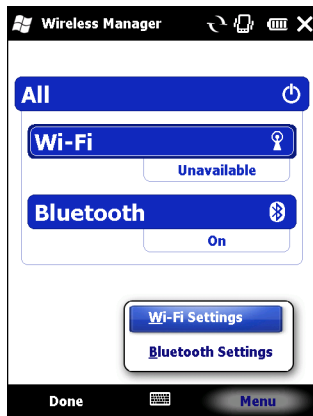 Wireless Manager
All
Wi-Fi
Unavailable
Bluetooth
On
Wi-Fi Settings
Bluetooth Settings
Done
Menu